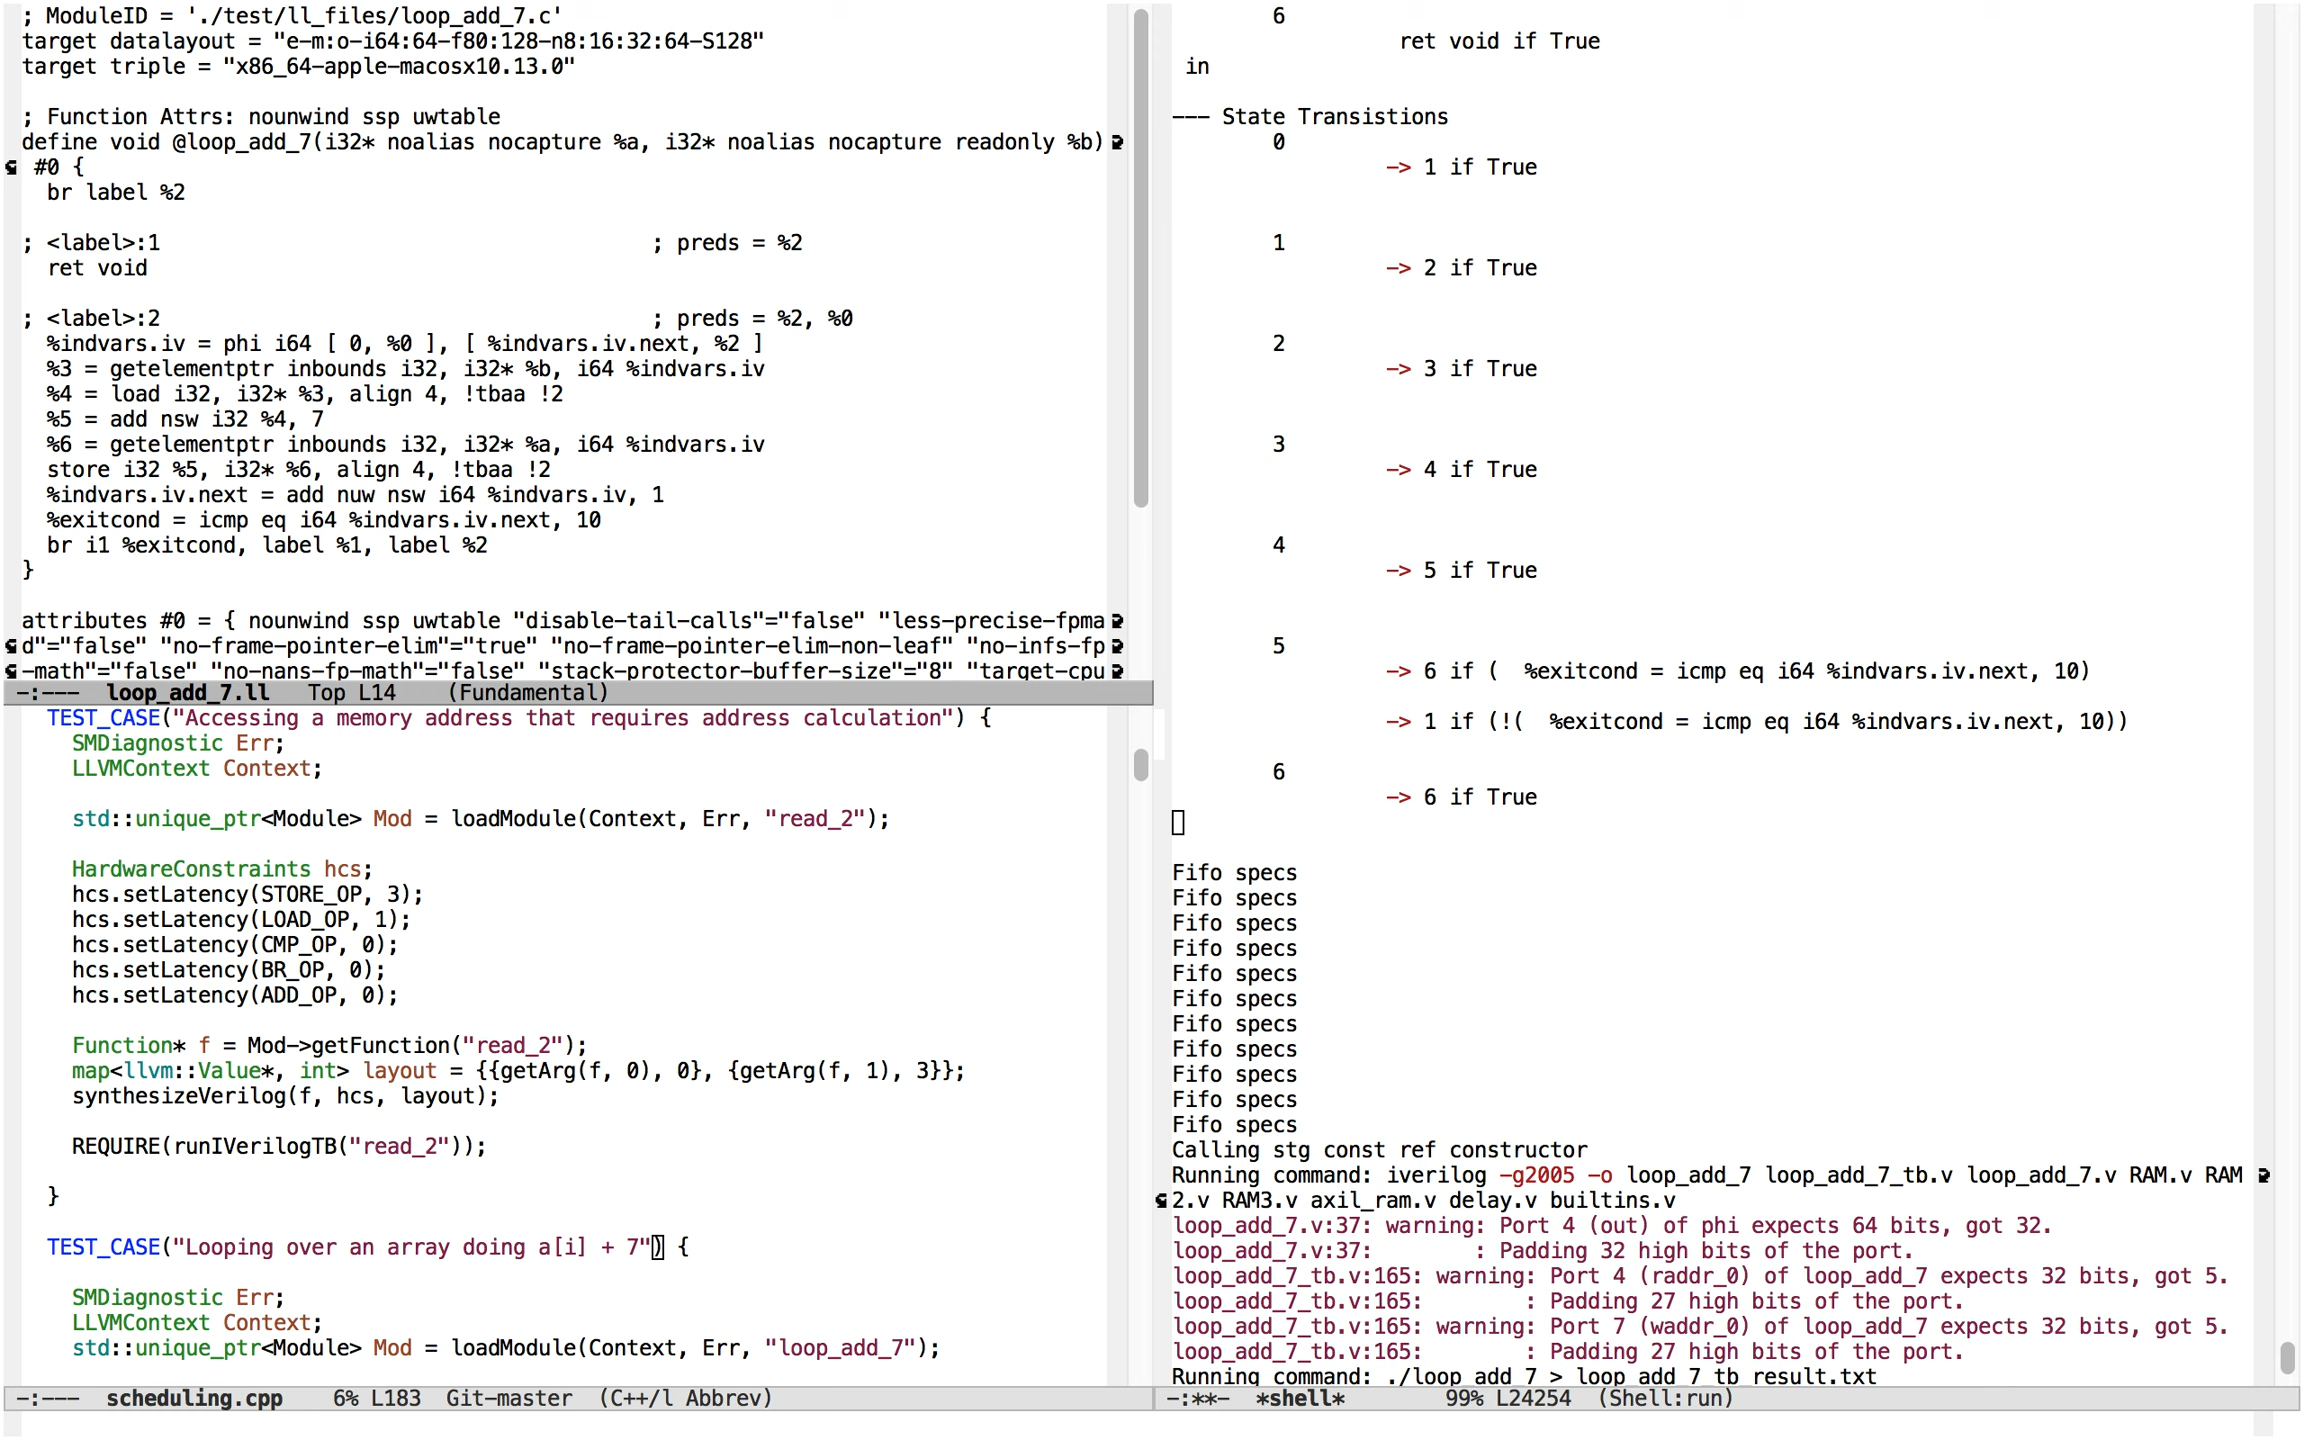 ; ModuleID = './test/ll_files/loop_add_7.c'
target datalayout = "e-m:o-i64:64-f80:128-n8:16:32:64-S128"
target triple = "x86_64-apple-macosx10.13.0"
; Function Attrs: nounwind ssp uwtable
define void @loop_add_7(i32* noalias nocapture %a, i32* noalias nocapture readonly %b)
 #0 {
  br label %2
; <label>:1                                       ; preds = %2
  ret void
; <label>:2                                       ; preds = %2, %0
  %indvars.iv = phi i64 [ 0, %0 ], [ %indvars.iv.next, %2 ]
  %3 = getelementptr inbounds i32, i32* %b, i64 %indvars.iv
  %4 = load i32, i32* %3, align 4, !tbaa !2
  %5 = add nsw i32 %4, 7
  %6 = getelementptr inbounds i32, i32* %a, i64 %indvars.iv
  store i32 %5, i32* %6, align 4, !tbaa !2
  %indvars.iv.next = add nuw nsw i64 %indvars.iv, 1
  %exitcond = icmp eq i64 %indvars.iv.next, 10
  br i1 %exitcond, label %1, label %2
}
attributes #0 = { nounwind ssp uwtable "disable-tail-calls"="false" "less-precise-fpma
d"="false" "no-frame-pointer-elim"="true" "no-frame-pointer-elim-non-leaf" "no-infs-fp
-math"="false" "no-nans-fp-math"="false" "stack-protector-buffer-size"="8" "target-cpu
-:---  loop_add_7.ll   Top L14    (Fundamental)
  TEST_CASE("Accessing a memory address that requires address calculation") {
    SMDiagnostic Err;
    LLVMContext Context;
    std::unique_ptr<Module> Mod = loadModule(Context, Err, "read_2");
    HardwareConstraints hcs;
    hcs.setLatency(STORE_OP, 3);
    hcs.setLatency(LOAD_OP, 1);
    hcs.setLatency(CMP_OP, 0);
    hcs.setLatency(BR_OP, 0);
    hcs.setLatency(ADD_OP, 0);
    Function* f = Mod->getFunction("read_2");
    map<llvm::Value*, int> layout = {{getArg(f, 0), 0}, {getArg(f, 1), 3}};
    synthesizeVerilog(f, hcs, layout);
    REQUIRE(runIVerilogTB("read_2"));
  }
  TEST_CASE("Looping over an array doing a[i] + 7") {
    SMDiagnostic Err;
    LLVMContext Context;
    std::unique_ptr<Module> Mod = loadModule(Context, Err, "loop_add_7");
-:---  scheduling.cpp    6% L183  Git-master  (C++/l Abbrev)
        6
                  ret void if True
 in
--- State Transistions
        0
                 -> 1 if True
        1
                 -> 2 if True
        2
                 -> 3 if True
        3
                 -> 4 if True
        4
                 -> 5 if True
        5
                 -> 6 if (  %exitcond = icmp eq i64 %indvars.iv.next, 10)
                 -> 1 if (!(  %exitcond = icmp eq i64 %indvars.iv.next, 10))
        6
                 -> 6 if True
Fifo specs
Fifo specs
Fifo specs
Fifo specs
Fifo specs
Fifo specs
Fifo specs
Fifo specs
Fifo specs
Fifo specs
Fifo specs
Calling stg const ref constructor
Running command: iverilog -g2005 -o loop_add_7 loop_add_7_tb.v loop_add_7.v RAM.v RAM
2.v RAM3.v axil_ram.v delay.v builtins.v
loop_add_7.v:37: warning: Port 4 (out) of phi expects 64 bits, got 32.
loop_add_7.v:37:        : Padding 32 high bits of the port.
loop_add_7_tb.v:165: warning: Port 4 (raddr_0) of loop_add_7 expects 32 bits, got 5.
loop_add_7_tb.v:165:        : Padding 27 high bits of the port.
loop_add_7_tb.v:165: warning: Port 7 (waddr_0) of loop_add_7 expects 32 bits, got 5.
loop_add_7_tb.v:165:        : Padding 27 high bits of the port.
Running command: ./loop_add_7 > loop_add_7_tb_result.txt
-:**-  *shell*        99% L24254  (Shell:run)